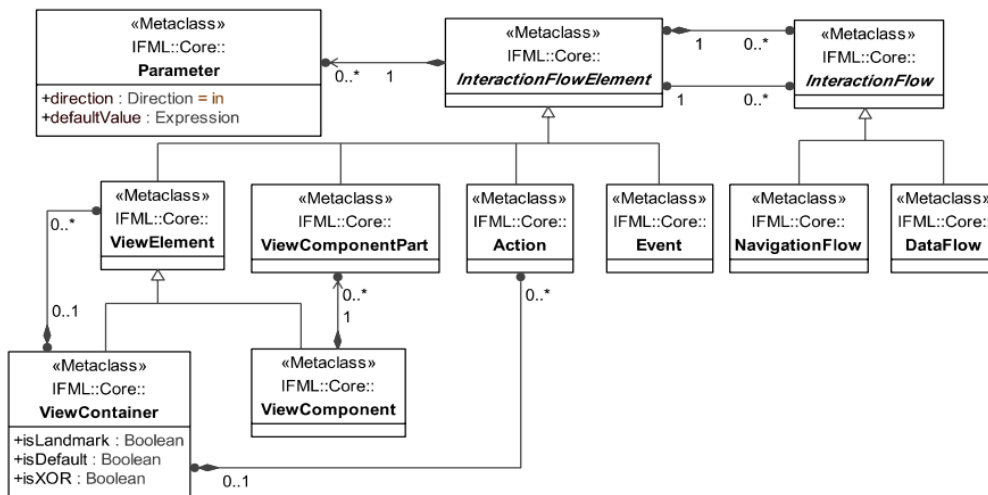 «Metaclass»
IFML::Core::
Parameter
+direction : Direction = in
+defaultValue : Expression
0..*
1
«Metaclass»
IFML::Core::
InteractionFlowElement
1
0..*
1
0..*
«Metaclass»
IFML::Core::
InteractionFlow
«Metaclass»
IFML::Core::
ViewElement
«Metaclass»
IFML::Core::
ViewComponentPart
«Metaclass»
IFML::Core::
Action
«Metaclass»
IFML::Core::
Event
«Metaclass»
IFML::Core::
NavigationFlow
«Metaclass»
IFML::Core::
DataFlow
0..*
0..1
0..*
1
0..*
«Metaclass»
IFML::Core::
ViewContainer
+isLandmark : Boolean
+isDefault : Boolean
+isXOR : Boolean
«Metaclass»
IFML::Core::
ViewComponent
0..1